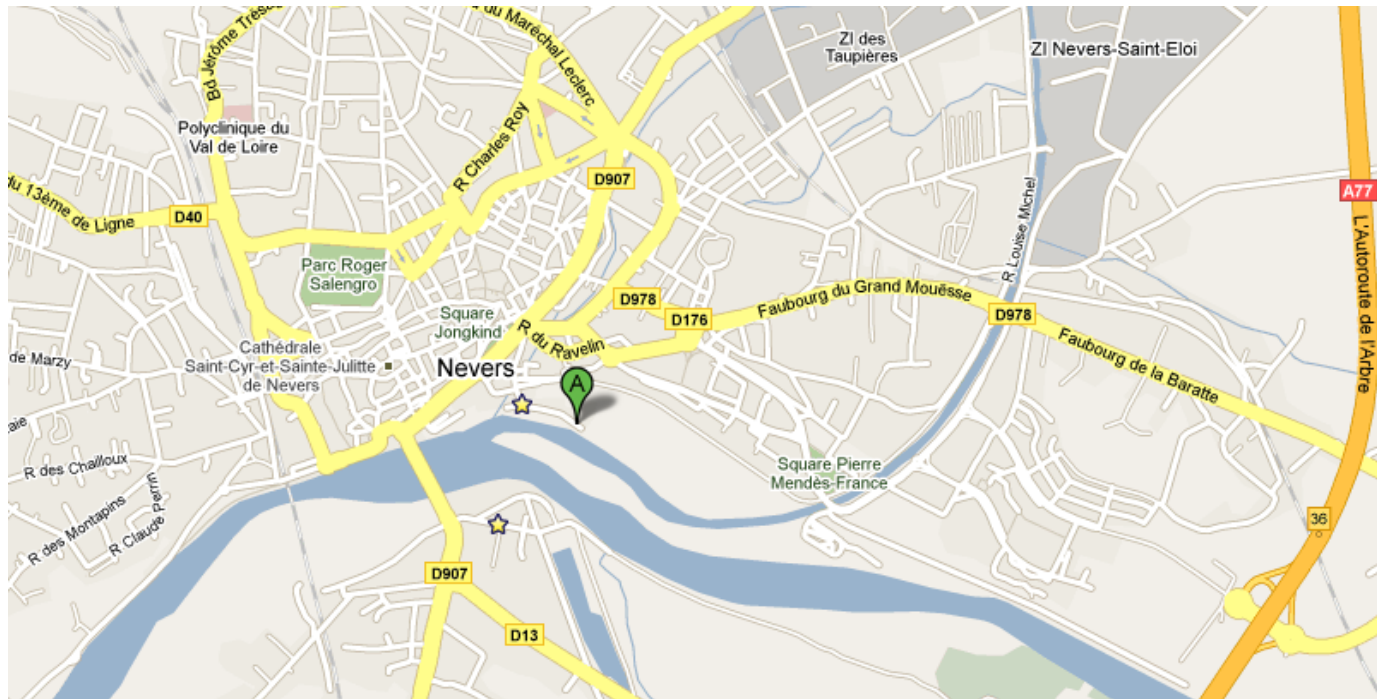 Bd Jérôme Trésa
du Maréchal Leclerc
ZI des
Taupières
ZI Nevers-Saint-Eloi
Polyclinique du
Val de Loire
R Charles Roy
D907
A77
du 13ème de Ligne
D40
R Louise Michel
L'Autoroute de l'Arbre
Parc Roger
Salengro
D978
Faubourg du Grand Mouësse
Square
Jongkind
D176
D978
R du Ravelin
Faubourg de la Baratte
de Marzy
Cathédrale
Saint-Cyr-et-Sainte-Julitte
de Nevers
Nevers
A
aie
R des Chailloux
Square Pierre
Mendès-France
R des Montapins
R Claude Perrin
36
D907
D13